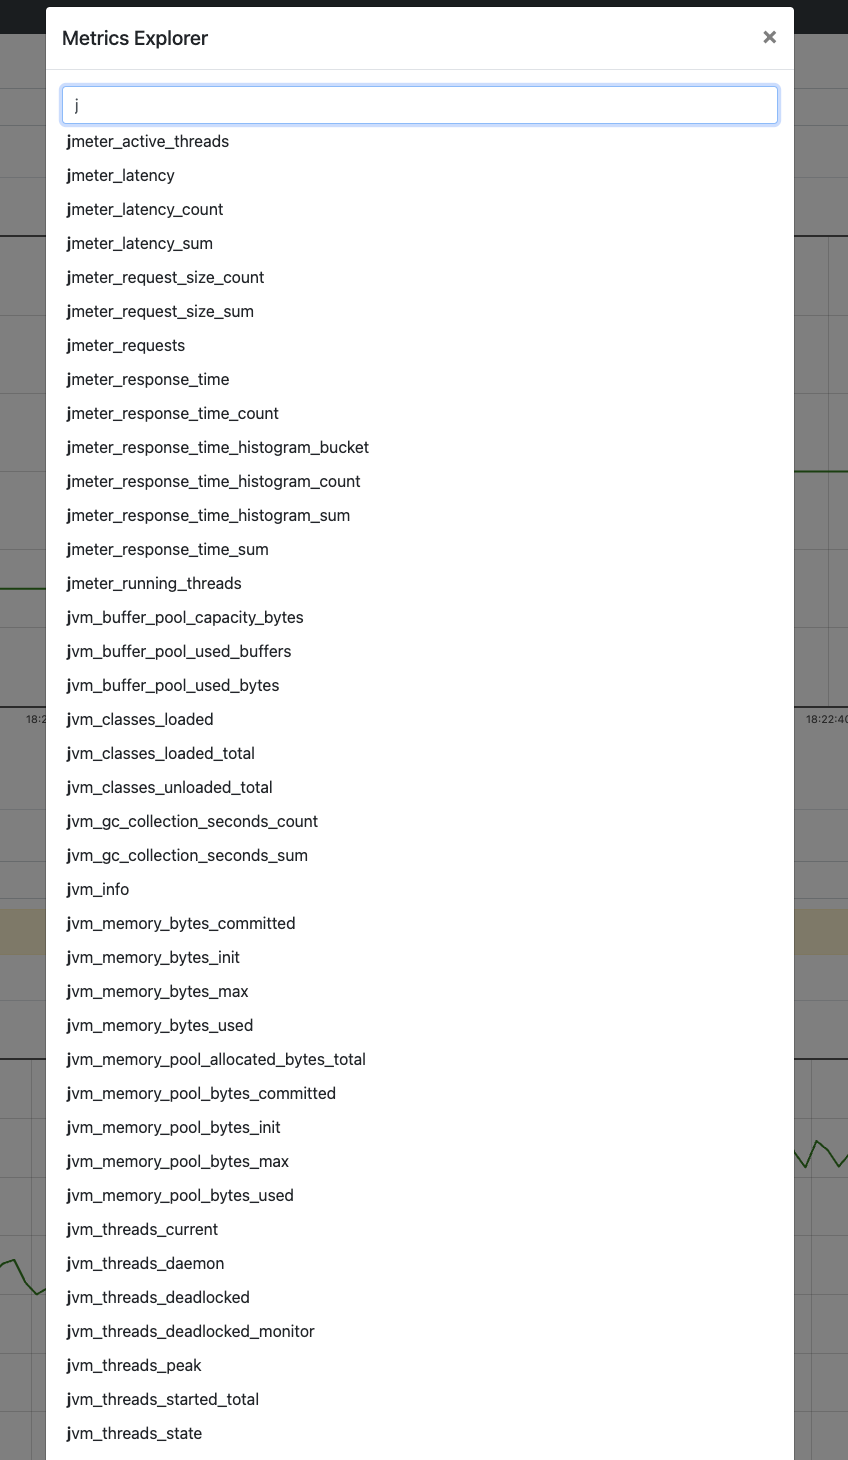 Metrics Explorer ×
j
jmeter_active_threads
jmeter_latency
jmeter_latency_count
jmeter_latency_sum
jmeter_request_size_count
jmeter_request_size_sum
jmeter_requests
jmeter_response_time
jmeter_response_time_count
jmeter_response_time_histogram_bucket
jmeter_response_time_histogram_count
jmeter_response_time_histogram_sum
jmeter_response_time_sum
jmeter_running_threads
jvm_buffer_pool_capacity_bytes
jvm_buffer_pool_used_buffers
jvm_buffer_pool_used_bytes
jvm_classes_loaded
18:2
18:22:40
jvm_classes_loaded_total
jvm_classes_unloaded_total
jvm_gc_collection_seconds_count
jvm_gc_collection_seconds_sum
jvm_info
jvm_memory_bytes_committed
jvm_memory_bytes_init
jvm_memory_bytes_max
jvm_memory_bytes_used
jvm_memory_pool_allocated_bytes_total
jvm_memory_pool_bytes_committed
jvm_memory_pool_bytes_init
jvm_memory_pool_bytes_max
jvm_memory_pool_bytes_used
jvm_threads_current
jvm_threads_daemon
jvm_threads_deadlocked
jvm_threads_deadlocked_monitor
jvm_threads_peak
jvm_threads_started_total
jvm_threads_state